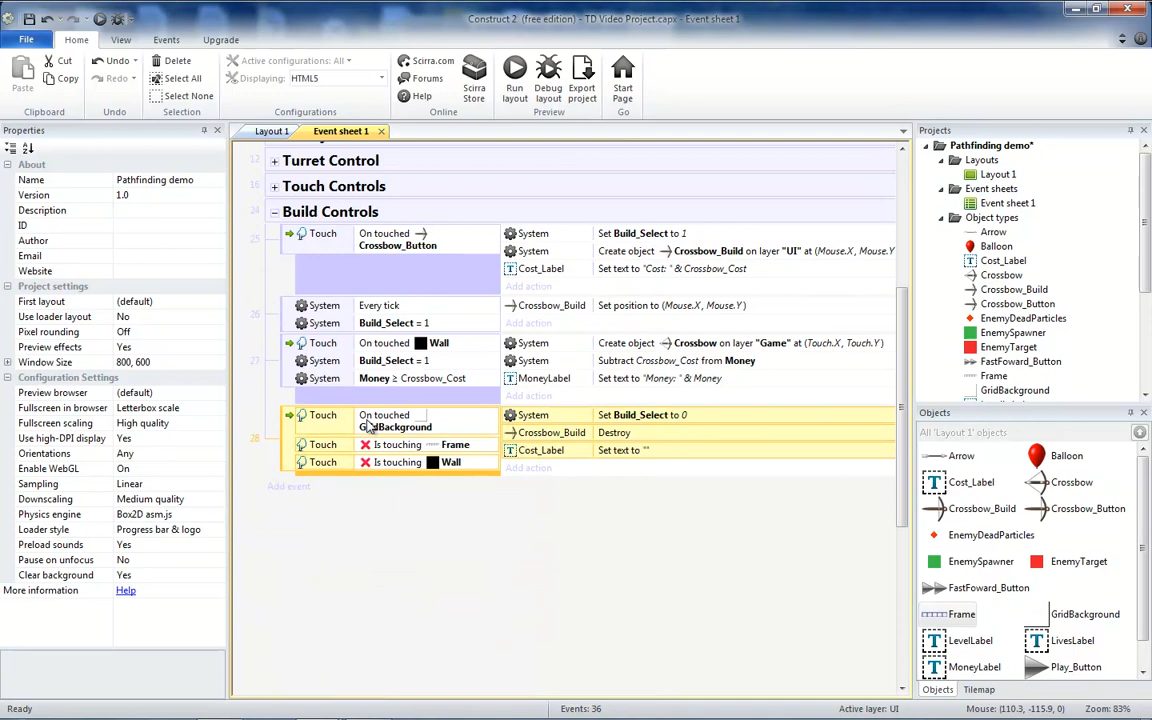 Construct 2 (free edition) - TD Video Project.capx - Event sheet 1
File Home View Events Upgrade
Paste Cut Copy Clipboard
Undo Redo Undo
Delete Select All Select None Selection
Active configurations: All
Displaying: HTML5
Configurations
Scirra.com Forums Help Scirra Store Online
Run layout Debug layout Export project Preview
Start Page Go
Properties
About
Name Pathfinding demo
Version 1.0
Description
ID
Author
Email
Website
Project settings
First layout (default)
Use loader layout No
Pixel rounding Off
Preview effects Yes
Window Size 800, 600
Configuration Settings
Preview browser (default)
Fullscreen in browser Letterbox scale
Fullscreen scaling High quality
Use high-DPI display Yes
Orientations Any
Enable WebGL On
Sampling Linear
Downscaling Medium quality
Physics engine Box2D asm.js
Loader style Progress bar & logo
Preload sounds Yes
Pause on unfocus No
Clear background Yes
More information Help
Layout 1 Event sheet 1
12 Turret Control
16 Touch Controls
24 Build Controls
25 Touch On touched Crossbow_Button
System Set Build_Select to 1
System Create object Crossbow_Build on layer "UI" at (Mouse.X, Mouse.Y
Cost_Label Set text to "Cost: " & Crossbow_Cost
Add action
26 System Every tick Crossbow_Build Set position to (Mouse.X, Mouse.Y)
System Build_Select = 1 Add action
27 Touch On touched Wall System Create object Crossbow on layer "Game" at (Touch.X, Touch.Y)
System Build_Select = 1 System Subtract Crossbow_Cost from Money
System Money ≥ Crossbow_Cost MoneyLabel Set text to "Money: " & Money
Add action
28 Touch On touched GridBackground System Set Build_Select to 0
Crossbow_Build Destroy
Touch Is touching Frame Cost_Label Set text to ""
Touch Is touching Wall Add action
Add event
Projects
Pathfinding demo*
Layouts
Layout 1
Event sheets
Event sheet 1
Object types
Arrow
Balloon
Cost_Label
Crossbow
Crossbow_Build
Crossbow_Button
EnemyDeadParticles
EnemySpawner
EnemyTarget
FastFoward_Button
Frame
GridBackground
Objects
All 'Layout 1' objects
Arrow Balloon
Cost_Label Crossbow
Crossbow_Build Crossbow_Button
EnemyDeadParticles
EnemySpawner EnemyTarget
FastFoward_Button
Frame GridBackground
LevelLabel LivesLabel
MoneyLabel Play_Button
Objects Tilemap
Ready Events: 36 Active layer: UI Mouse: (110.3, -115.9, 0) Zoom: 83%